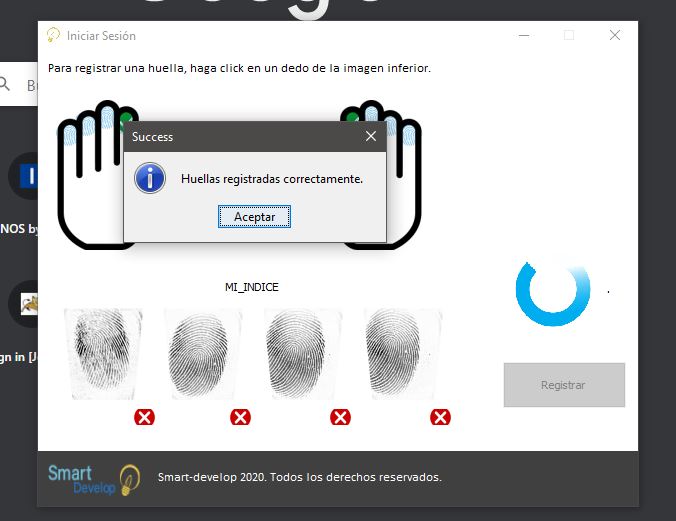 Iniciar Sesión
Para registrar una huella, haga click en un dedo de la imagen inferior.
Success
Huellas registradas correctamente.
Aceptar
NOS by
MI_INDICE
.
gn in [J
Registrar
Smart
Develop
Smart-develop 2020. Todos los derechos reservados.